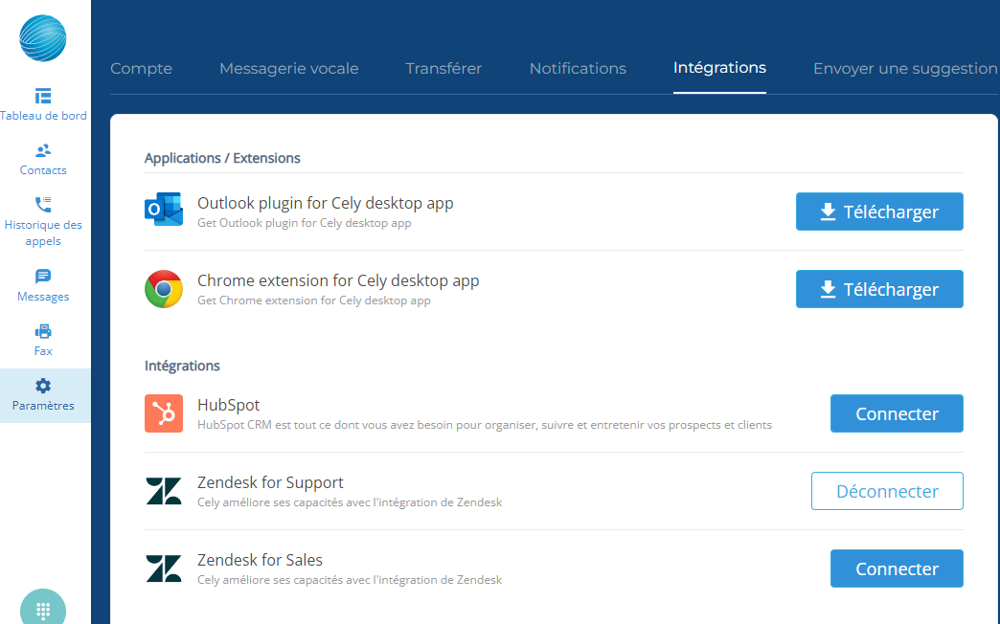 Compte
Messagerie vocale
Transférer
Notifications
Intégrations
Envoyer une suggestion
Tableau de bord
Contacts
Historique des
appels
Messages
Fax
Paramètres
Applications / Extensions
Outlook plugin for Cely desktop app
Get Outlook plugin for Cely desktop app
Télécharger
Chrome extension for Cely desktop app
Get Chrome extension for Cely desktop app
Télécharger
Intégrations
HubSpot
HubSpot CRM est tout ce dont vous avez besoin pour organiser, suivre et entretenir vos prospects et clients
Connecter
Zendesk for Support
Cely améliore ses capacités avec l'intégration de Zendesk
Déconnecter
Zendesk for Sales
Cely améliore ses capacités avec l'intégration de Zendesk
Connecter